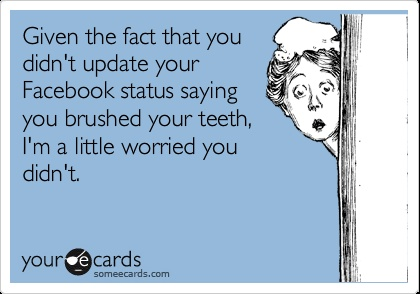 Given the fact that you
didn't update your
Facebook status saying
you brushed your teeth,
I'm a little worried you
didn't.
your e cards
someecards.com